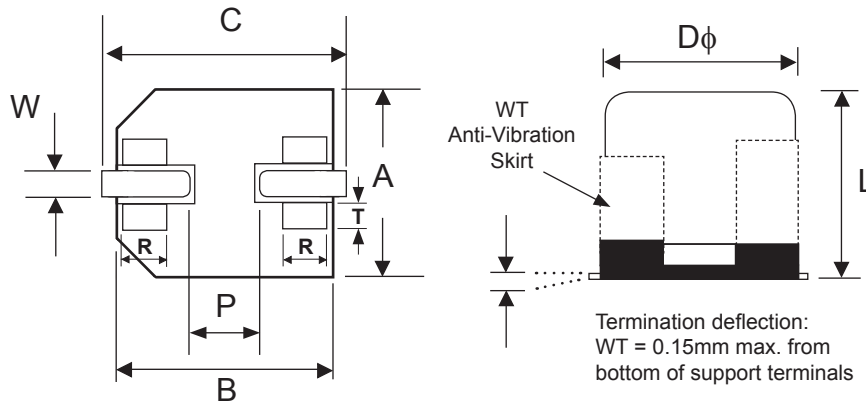 C
W
A
T
R
R
P
B
Dϕ
WT
Anti-Vibration
Skirt
L
Termination deflection:
WT = 0.15mm max. from
bottom of support terminals